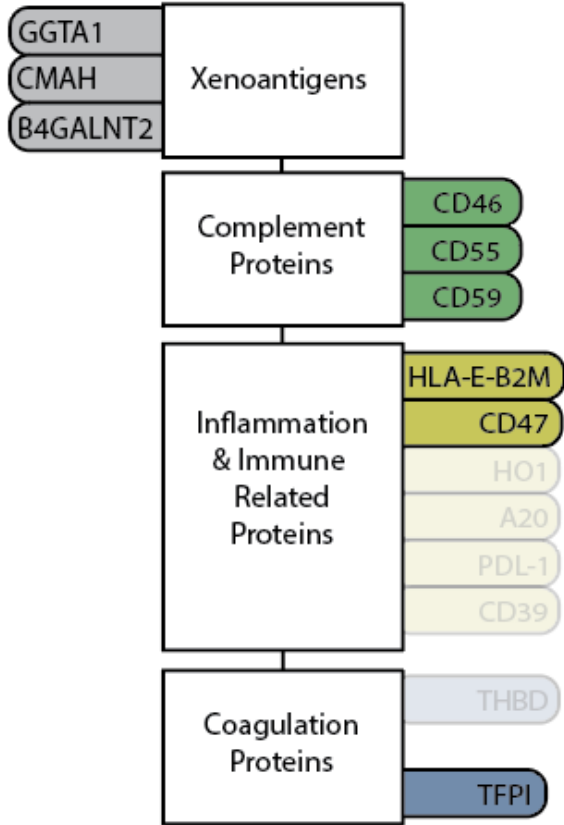 GGTA1
CMAH
B4GALNT2
Xenoantigens
Complement
Proteins
CD46
CD55
CD59
Inflammation
& Immune
Related
Proteins
HLA-E-B2M
CD47
HO1
A20
PDL-1
CD39
Coagulation
Proteins
THBD
TFPI